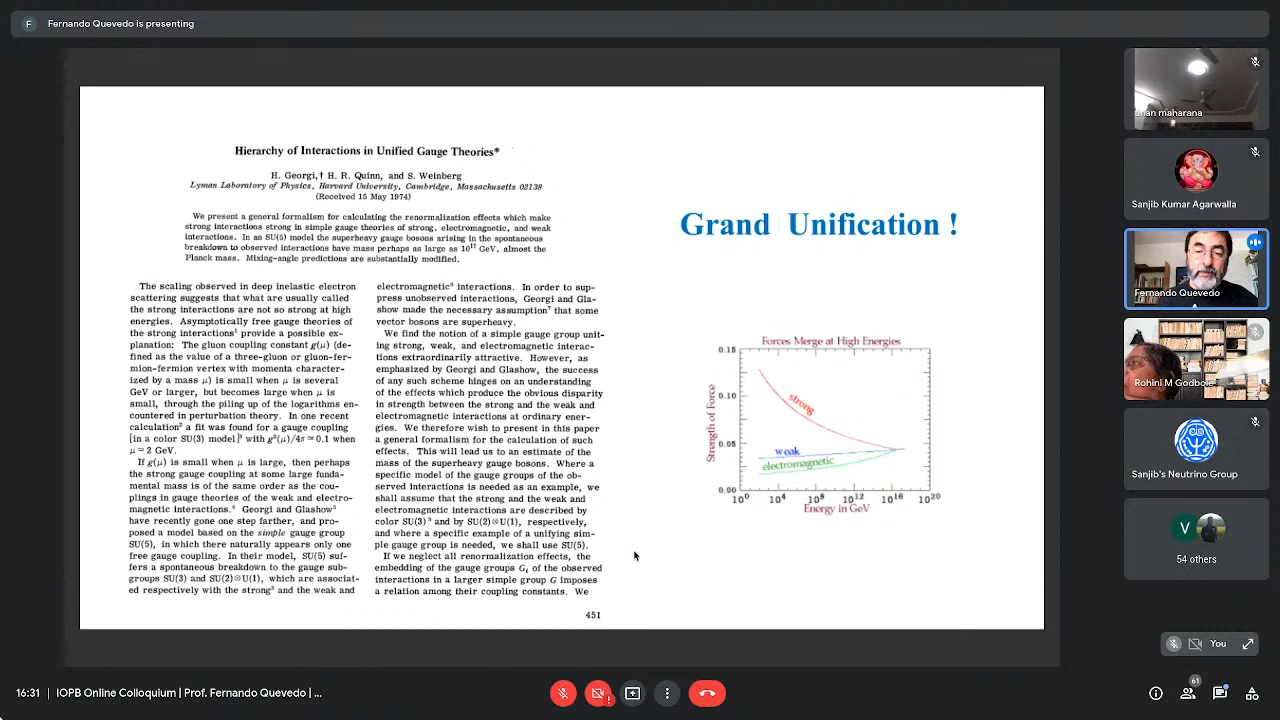 F Fernando Quevedo is presenting
Hierarchy of Interactions in Unified Gauge Theories*
H. Georgi,† H. R. Quinn, and S. Weinberg
Lyman Laboratory of Physics, Harvard University, Cambridge, Massachusetts 02138
(Received 15 May 1974)
We present a general formalism for calculating the renormalization effects which make
strong interactions strong in simple gauge theories of strong, electromagnetic, and weak
interactions. In an SU(5) model the superheavy gauge bosons arising in the spontaneous
breakdown to observed interactions have mass perhaps as large as 10¹⁷ GeV, almost the
Planck mass. Mixing-angle predictions are substantially modified.
The scaling observed in deep inelastic electron
scattering suggests that what are usually called
the strong interactions are not so strong at high
energies. Asymptotically free gauge theories of
the strong interactions¹ provide a possible ex-
planation: The gluon coupling constant g(μ) (de-
fined as the value of a three-gluon or gluon-fer-
mion-fermion vertex with momenta character-
ized by a mass μ) is small when μ is several
GeV or larger, but becomes large when μ is
small, through the piling up of the logarithms en-
countered in perturbation theory. In one recent
calculation² a fit was found for a gauge coupling
[in a color SU(3) model]³ with g²(μ)/4π ≃ 0.1 when
μ ≃ 2 GeV.
If g(μ) is small when μ is large, then perhaps
the strong gauge coupling at some large funda-
mental mass is of the same order as the cou-
plings in gauge theories of the weak and electro-
magnetic interactions.⁴ Georgi and Glashow⁵
have recently gone one step farther, and pro-
posed a model based on the simple gauge group
SU(5), in which there naturally appears only one
free gauge coupling. In their model, SU(5) suf-
fers a spontaneous breakdown to the gauge sub-
groups SU(3) and SU(2)⊗U(1), which are associat-
ed respectively with the strong³ and the weak and
electromagnetic⁶ interactions. In order to sup-
press unobserved interactions, Georgi and Gla-
show made the necessary assumption⁷ that some
vector bosons are superheavy.
We find the notion of a simple gauge group unit-
ing strong, weak, and electromagnetic interac-
tions extraordinarily attractive. However, as
emphasized by Georgi and Glashow, the success
of any such scheme hinges on an understanding
of the effects which produce the obvious disparity
in strength between the strong and the weak and
electromagnetic interactions at ordinary ener-
gies. We therefore wish to present in this paper
a general formalism for the calculation of such
effects. This will lead to an estimate of the
mass of the superheavy gauge bosons. Where a
specific model of the gauge groups of the ob-
served interactions is needed as an example, we
shall assume that the strong and the weak and
electromagnetic interactions are described by
color SU(3)³ and by SU(2)⊗U(1), respectively,
and where a specific example of a unifying sim-
ple gauge group is needed, we shall use SU(5).
If we neglect all renormalization effects, the
embedding of the gauge groups Gᵢ of the observed
interactions in a larger simple group G imposes
a relation among their coupling constants. We
451
Grand Unification !
Forces Merge at High Energies
Strength of Force
0.15
0.10
0.05
0.00
strong
weak
electromagnetic
10⁰ 10⁴ 10⁸ 10¹² 10¹⁶ 10²⁰
Energy in GeV
maharana
Sanjib Kumar Agarwalla
Fernando Quevedo
Rohini M Godbole
Sanjib's Neutrino Group
V
54 others
You
16:31 | IOPB Online Colloquium | Prof. Fernando Quevedo | ...
61